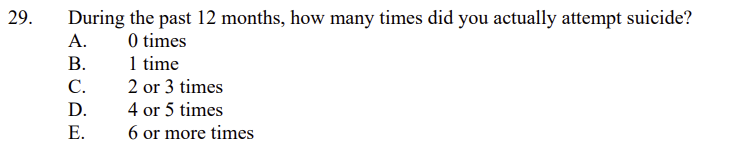 29. During the past 12 months, how many times did you actually attempt suicide?
A. 0 times
B. 1 time
C. 2 or 3 times
D. 4 or 5 times
E. 6 or more times